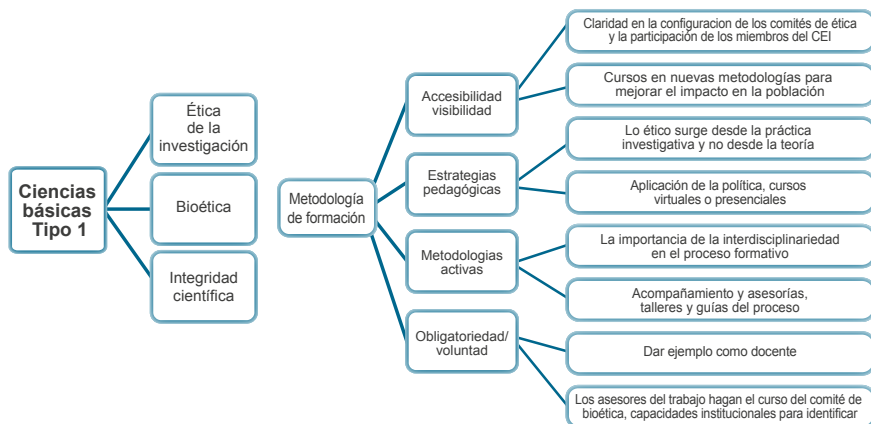 Ciencias
básicas
Tipo 1
Ética
de la
investigación
Bioética
Integridad
científica
Metodología
de formación
Accesibilidad
visibilidad
Claridad en la configuracion de los comités de ética
y la participación de los miembros del CEI
Cursos en nuevas metodologías para
mejorar el impacto en la población
Estrategias
pedagógicas
Lo ético surge desde la práctica
investigativa y no desde la teoría
Aplicación de la política, cursos
virtuales o presenciales
Metodologias
activas
La importancia de la interdisciplinariedad
en el proceso formativo
Acompañamiento y asesorías,
talleres y guías del proceso
Obligatoriedad/
voluntad
Dar ejemplo como docente
Los asesores del trabajo hagan el curso del comité de
bioética, capacidades institucionales para identificar